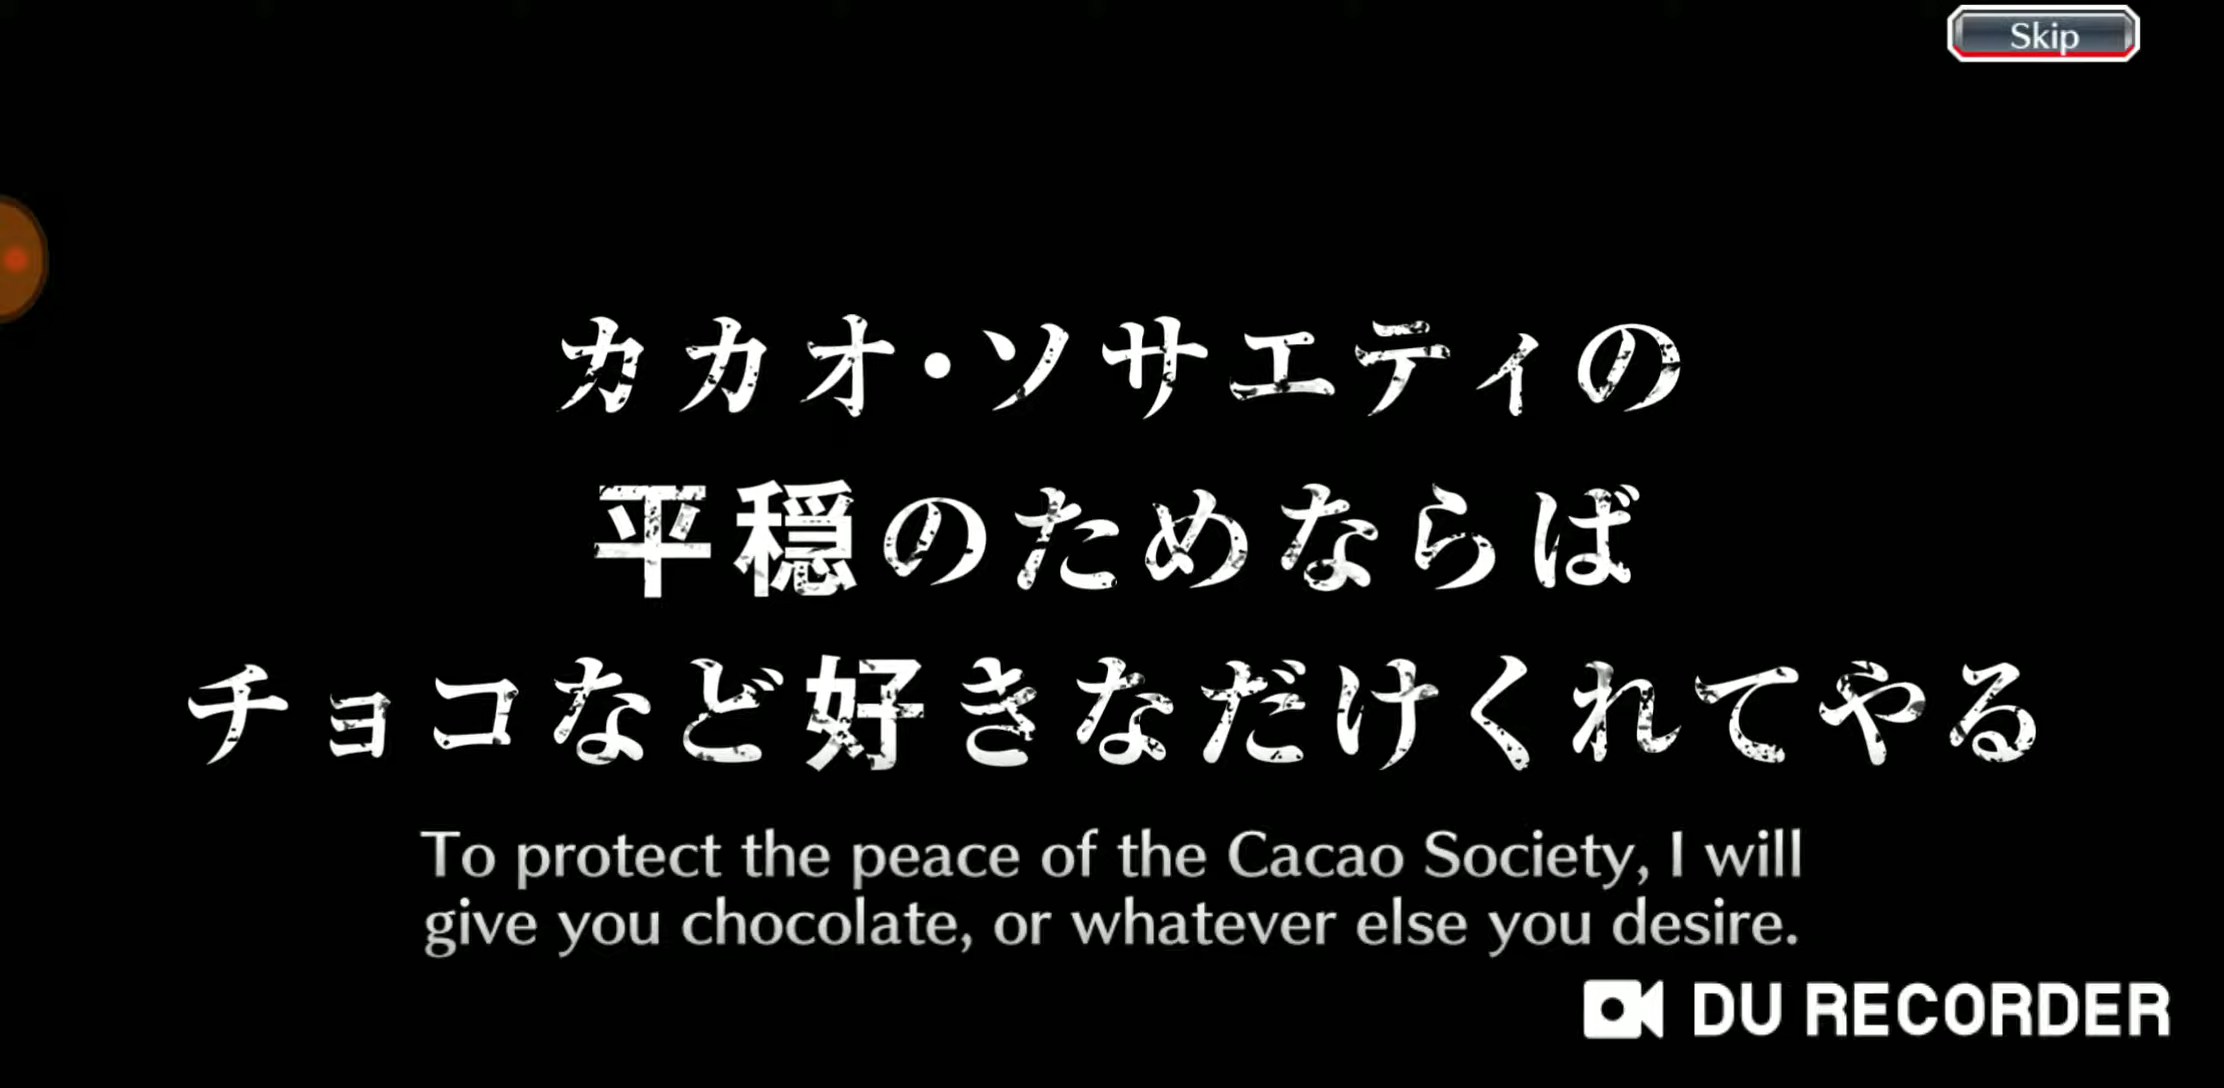 Skip
カカオ・ソサエティの
平穏のためならば
チョコなど好きなだけくれてやる
To protect the peace of the Cacao Society, I will
give you chocolate, or whatever else you desire.
DU RECORDER